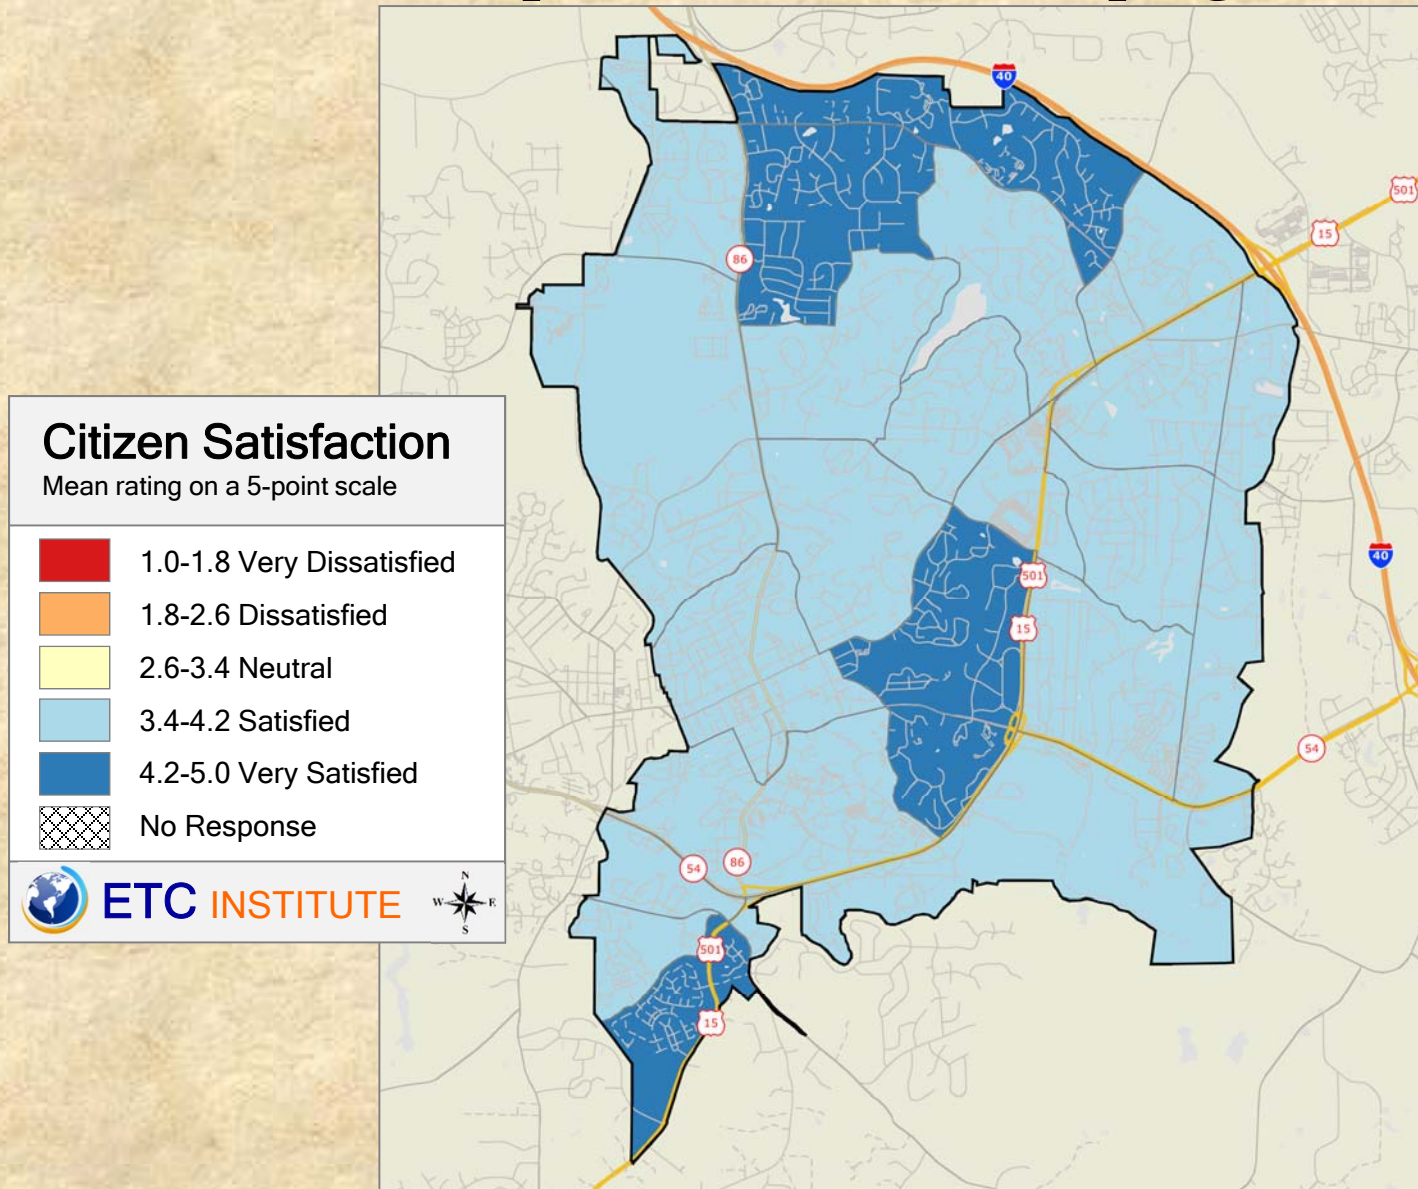 40
501
15
86
Citizen Satisfaction
Mean rating on a 5-point scale
1.0-1.8 Very Dissatisfied
1.8-2.6 Dissatisfied
2.6-3.4 Neutral
3.4-4.2 Satisfied
4.2-5.0 Very Satisfied
No Response
ETC INSTITUTE
N
W E
S
40
501
15
54
54
86
501
15